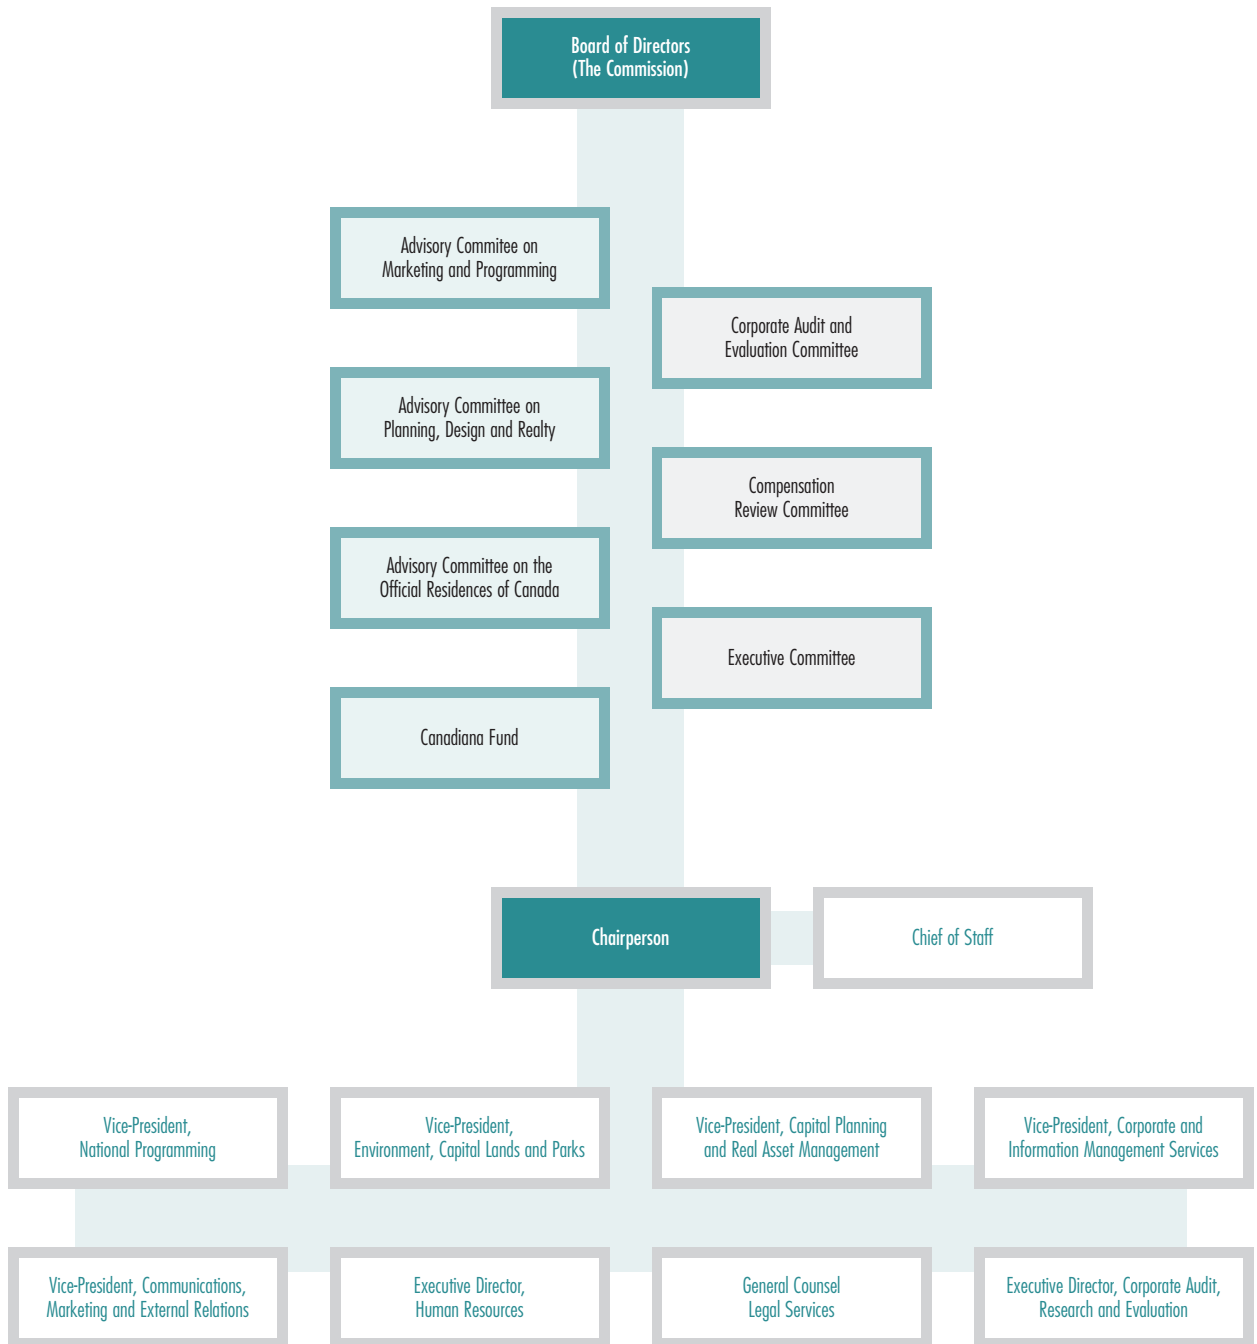 Board of Directors
(The Commission)
Advisory Commitee on
Marketing and Programming
Corporate Audit and
Evaluation Committee
Advisory Committee on
Planning, Design and Realty
Compensation
Review Committee
Advisory Committee on the
Official Residences of Canada
Executive Committee
Canadiana Fund
Chairperson
Chief of Staff
Vice-President,
National Programming
Vice-President,
Environment, Capital Lands and Parks
Vice-President, Capital Planning
and Real Asset Management
Vice-President, Corporate and
Information Management Services
Vice-President, Communications,
Marketing and External Relations
Executive Director,
Human Resources
General Counsel
Legal Services
Executive Director, Corporate Audit,
Research and Evaluation